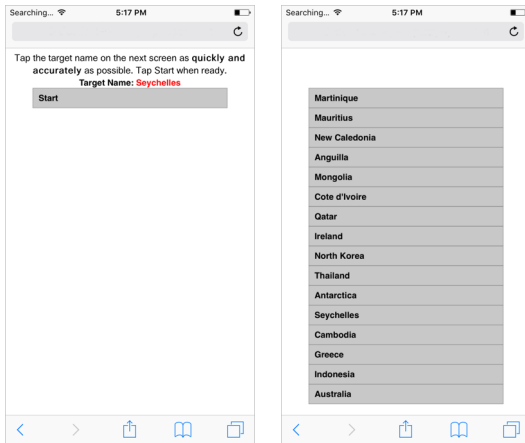 Searching... 5:17 PM
Tap the target name on the next screen as quickly and
accurately as possible. Tap Start when ready.
Target Name: Seychelles
Start
Searching... 5:17 PM
Martinique
Mauritius
New Caledonia
Anguilla
Mongolia
Cote d'Ivoire
Qatar
Ireland
North Korea
Thailand
Antarctica
Seychelles
Cambodia
Greece
Indonesia
Australia